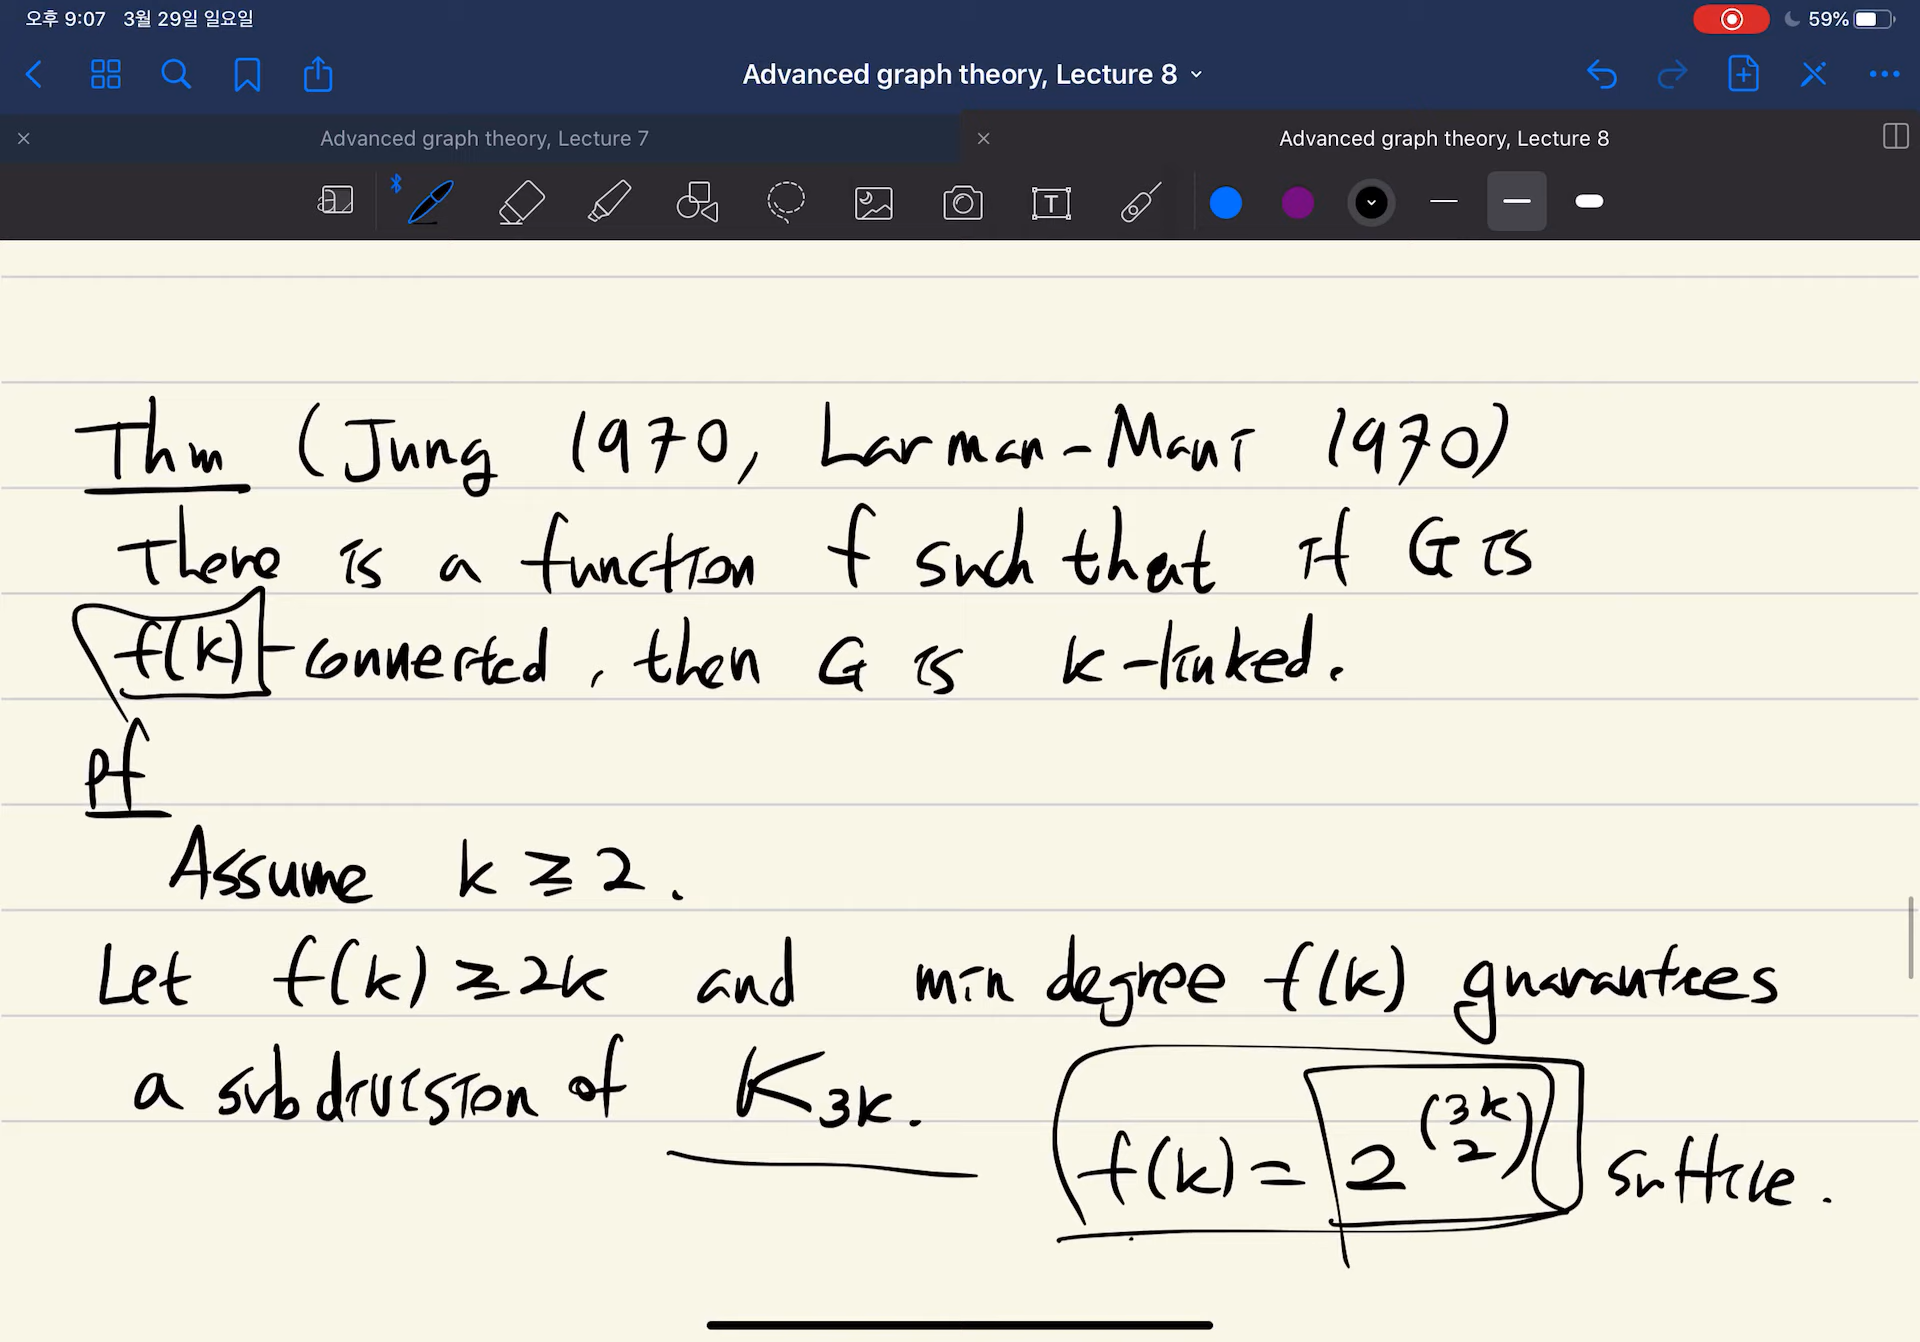 오후 9:07 3월 29일 일요일 59%
Advanced graph theory, Lecture 8
Advanced graph theory, Lecture 7 Advanced graph theory, Lecture 8
Thm (Jung 1970, Larman-Mani 1970)
There is a function f such that if G is
f(k)-connected, then G is k-linked.
pf
Assume k ≥ 2.
Let f(k) ≥ 2k and min degree f(k) guarantees
a subdivision of K_{3k}.
f(k) = 2^{\binom{3k}{2}} suffice.